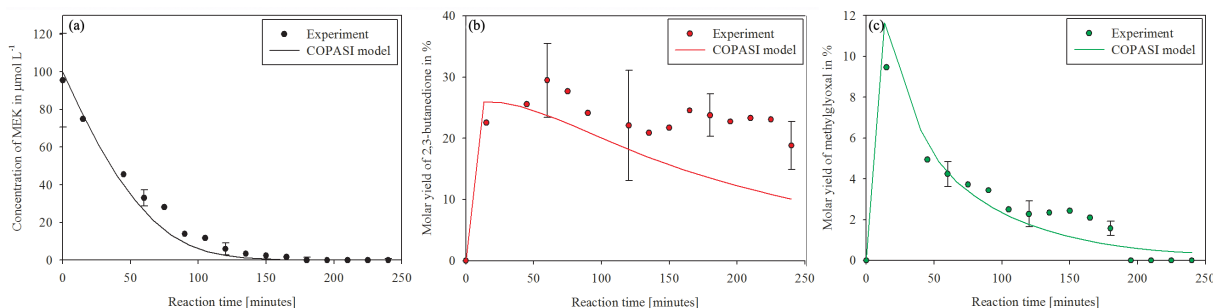 (a)
Experiment
COPASI model
Concentration of MEK in µmol L⁻¹
120
100
80
60
40
20
0
0 50 100 150 200 250
Reaction time [minutes]
(b)
Experiment
COPASI model
Molar yield of 2,3-butanedione in %
40
30
20
10
0
0 50 100 150 200 250
Reaction time [minutes]
(c)
Experiment
COPASI model
Molar yield of methylglyoxal in %
12
10
8
6
4
2
0
0 50 100 150 200 250
Reaction time [minutes]